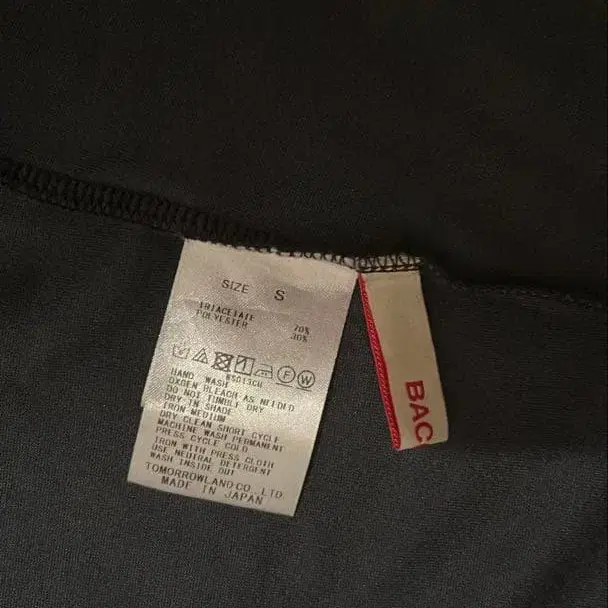 SIZE S
TRIACETATE 70%
POLYESTER 30%
HAND WASH
OXGEN BLEACH AS NEEDED
DO NOT TUMBLE DRY
DRY IN SHADE
IRON MEDIUM
DRY CLEAN SHORT CYCLE
MACHINE WASH PERMANENT
PRESS CYCLE COLD
IRON WITH PRESS CLOTH
USE NEUTRAL DETERGENT
WASH INSIDE OUT
TOMORROWLAND CO., LTD.
MADE IN JAPAN
BAC